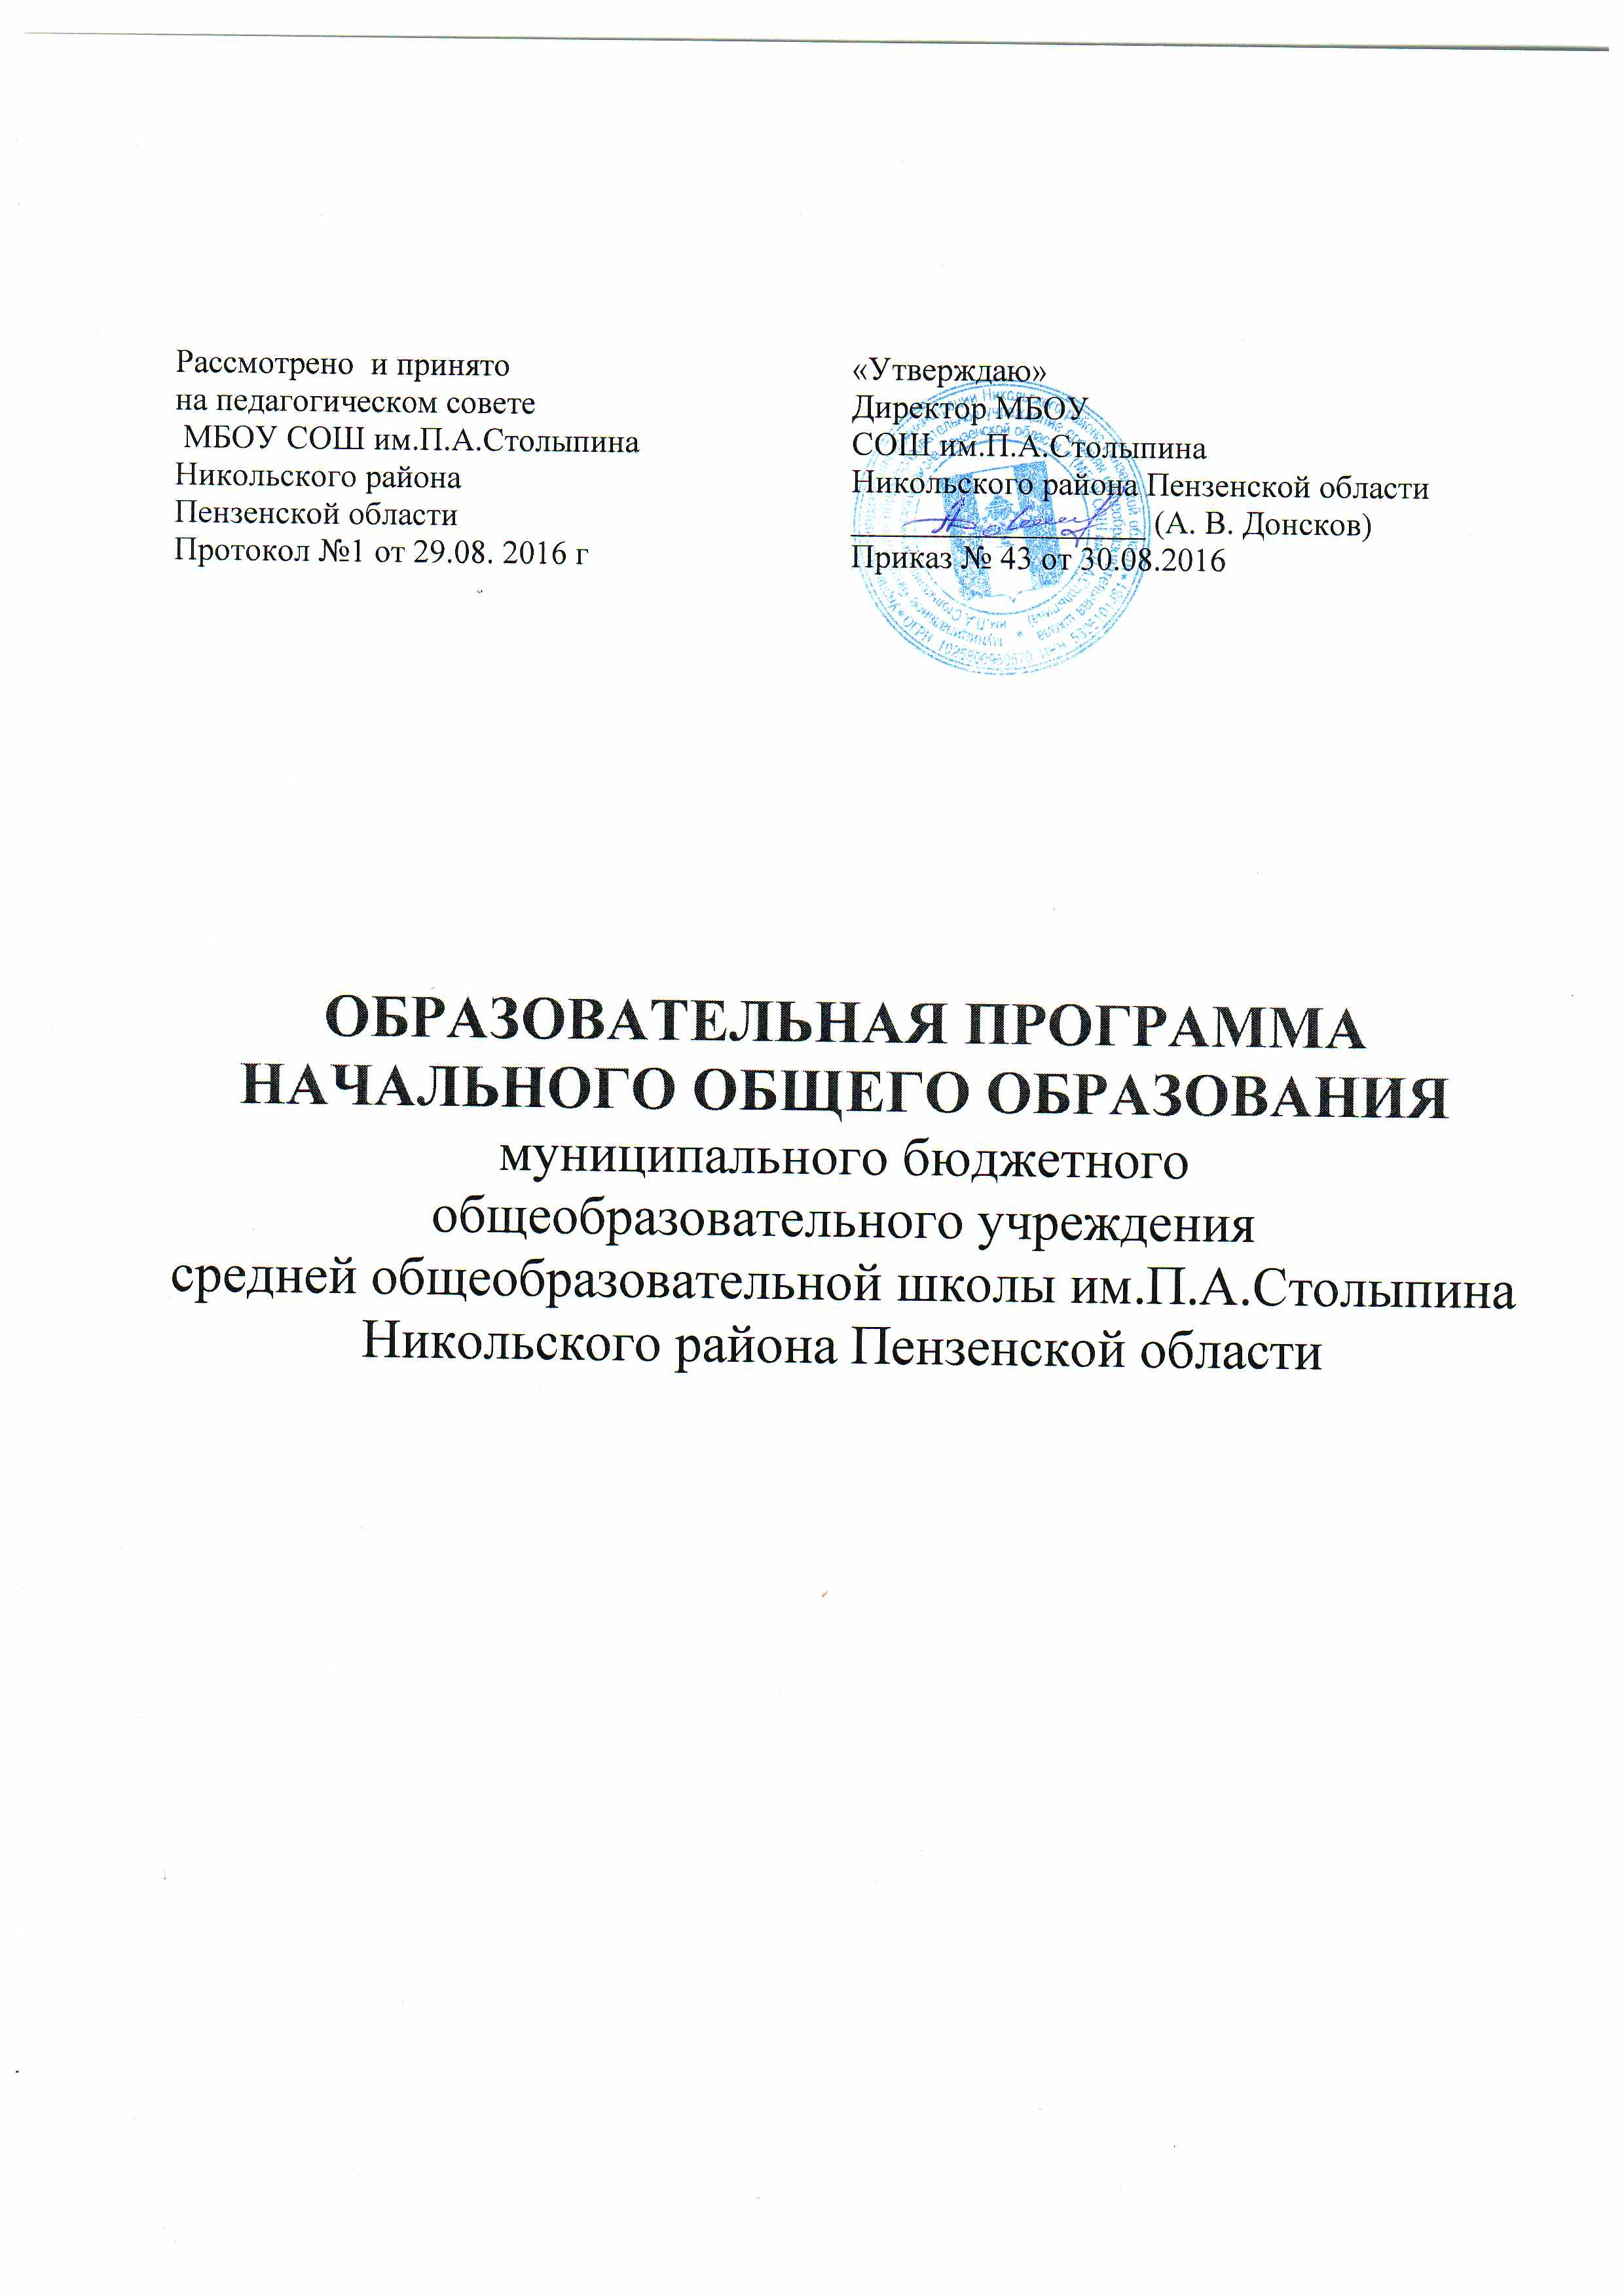 Рассмотрено  и принято
на педагогическом совете
МБОУ СОШ им.П.А.Столыпина
Никольского района
Пензенской области
Протокол №1 от 29.08. 2016 г
«Утверждаю»
Директор МБОУ
СОШ им.П.А.Столыпина
Никольского района Пензенской области
(А. В. Донсков)
Приказ № 43 от 30.08.2016
ОБРАЗОВАТЕЛЬНАЯ ПРОГРАММА
НАЧАЛЬНОГО ОБЩЕГО ОБРАЗОВАНИЯ
муниципального бюджетного
общеобразовательного учреждения
средней общеобразовательной школы им.П.А.Столыпина
Никольского района Пензенской области